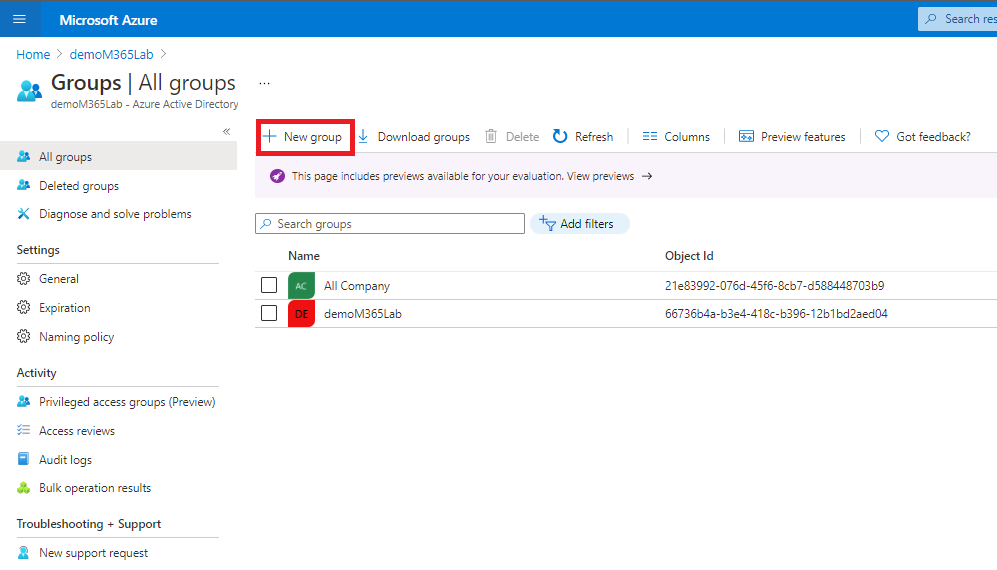 Microsoft Azure
Search res
Home > demoM365Lab >
Groups | All groups ...
demoM365Lab - Azure Active Directory
«
All groups
Deleted groups
Diagnose and solve problems
Settings
General
Expiration
Naming policy
Activity
Privileged access groups (Preview)
Access reviews
Audit logs
Bulk operation results
Troubleshooting + Support
New support request
+ New group Download groups Delete Refresh Columns Preview features Got feedback?
This page includes previews available for your evaluation. View previews →
Search groups Add filters
Name Object Id
AC All Company 21e83992-076d-45f6-8cb7-d588448703b9
DE demoM365Lab 66736b4a-b3e4-418c-b396-12b1bd2aed04